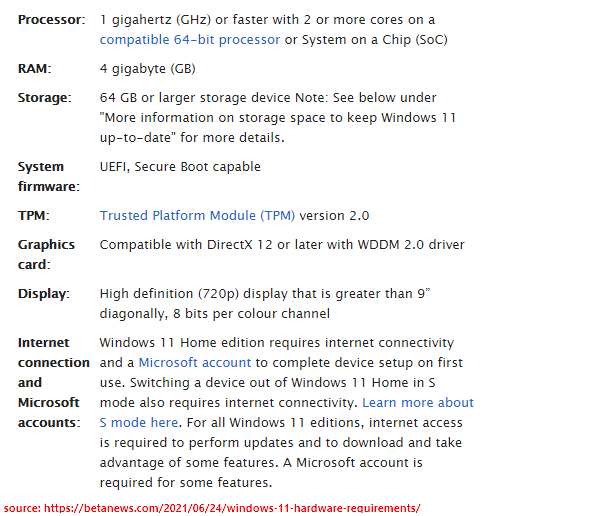 Processor: 1 gigahertz (GHz) or faster with 2 or more cores on a
compatible 64-bit processor or System on a Chip (SoC)
RAM: 4 gigabyte (GB)
Storage: 64 GB or larger storage device Note: See below under
"More information on storage space to keep Windows 11
up-to-date" for more details.
System firmware: UEFI, Secure Boot capable
TPM: Trusted Platform Module (TPM) version 2.0
Graphics card: Compatible with DirectX 12 or later with WDDM 2.0 driver
Display: High definition (720p) display that is greater than 9”
diagonally, 8 bits per colour channel
Internet Windows 11 Home edition requires internet connectivity
connection and a Microsoft account to complete device setup on first
and use. Switching a device out of Windows 11 Home in S
Microsoft mode also requires internet connectivity. Learn more about
accounts: S mode here. For all Windows 11 editions, internet access
is required to perform updates and to download and take
advantage of some features. A Microsoft account is
required for some features.
source: https://betanews.com/2021/06/24/windows-11-hardware-requirements/